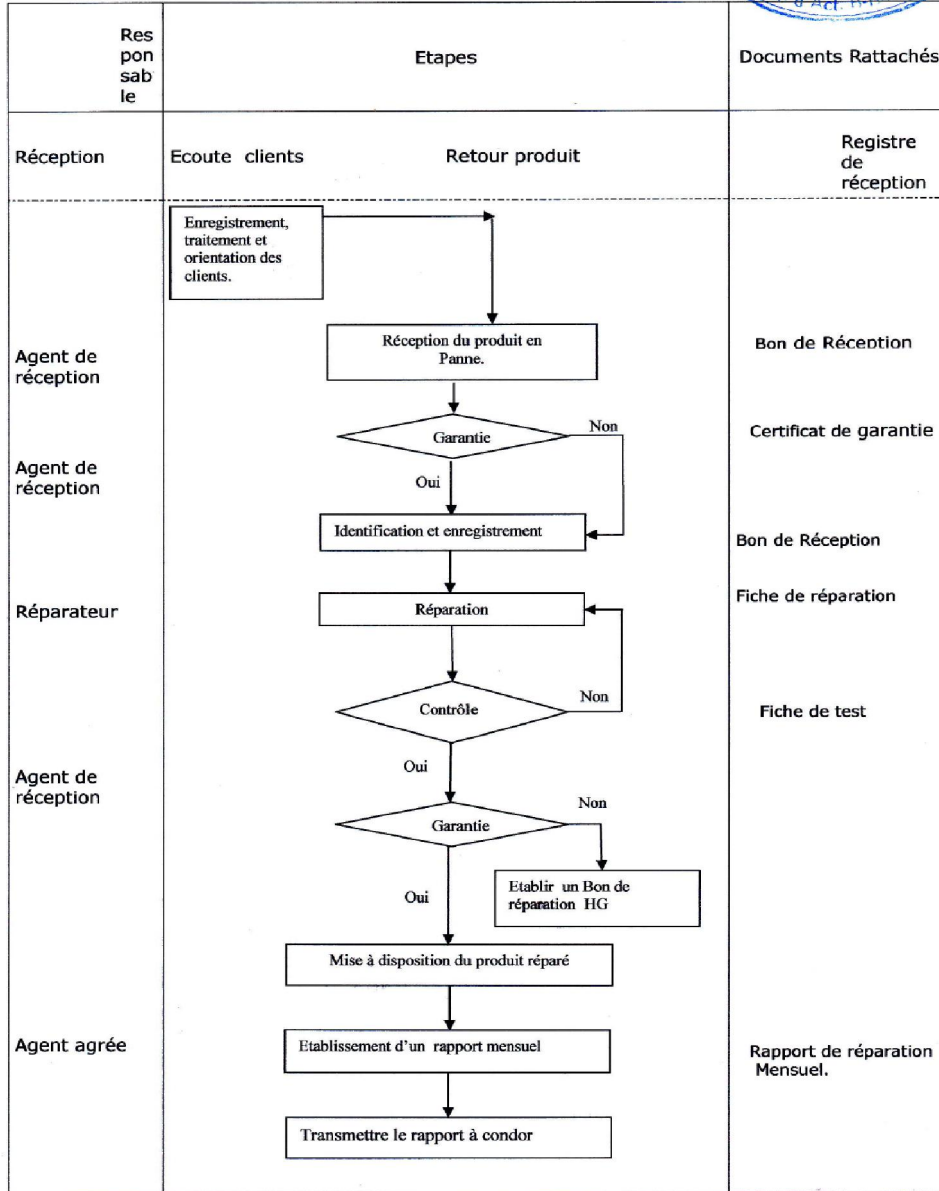 d'Act.
Res
pon
sab
le
Etapes
Documents Rattachés
Réception
Ecoute clients
Retour produit
Registre
de
réception
Enregistrement,
traitement et
orientation des
clients.
Agent de
réception
Réception du produit en
Panne.
Bon de Réception
Garantie
Non
Certificat de garantie
Agent de
réception
Oui
Identification et enregistrement
Bon de Réception
Réparateur
Réparation
Fiche de réparation
Contrôle
Non
Fiche de test
Oui
Agent de
réception
Garantie
Non
Oui
Etablir un Bon de
réparation HG
Mise à disposition du produit réparé
Agent agrée
Etablissement d'un rapport mensuel
Rapport de réparation
Mensuel.
Transmettre le rapport à condor